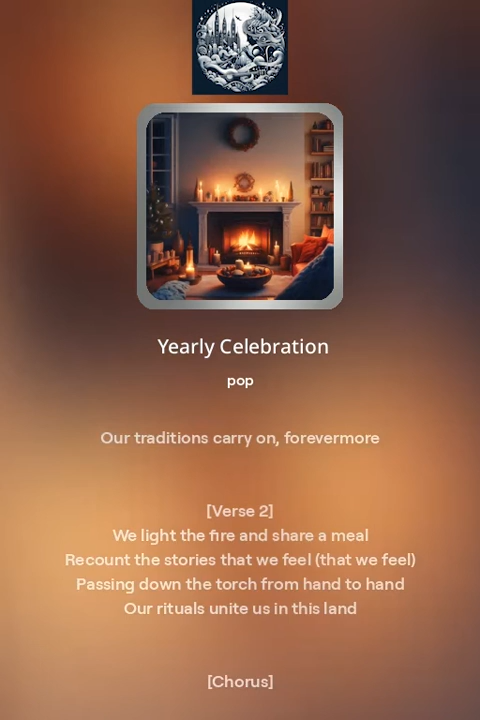 Yearly Celebration
pop
Our traditions carry on, forevermore
[Verse 2]
We light the fire and share a meal
Recount the stories that we feel (that we feel)
Passing down the torch from hand to hand
Our rituals unite us in this land
[Chorus]